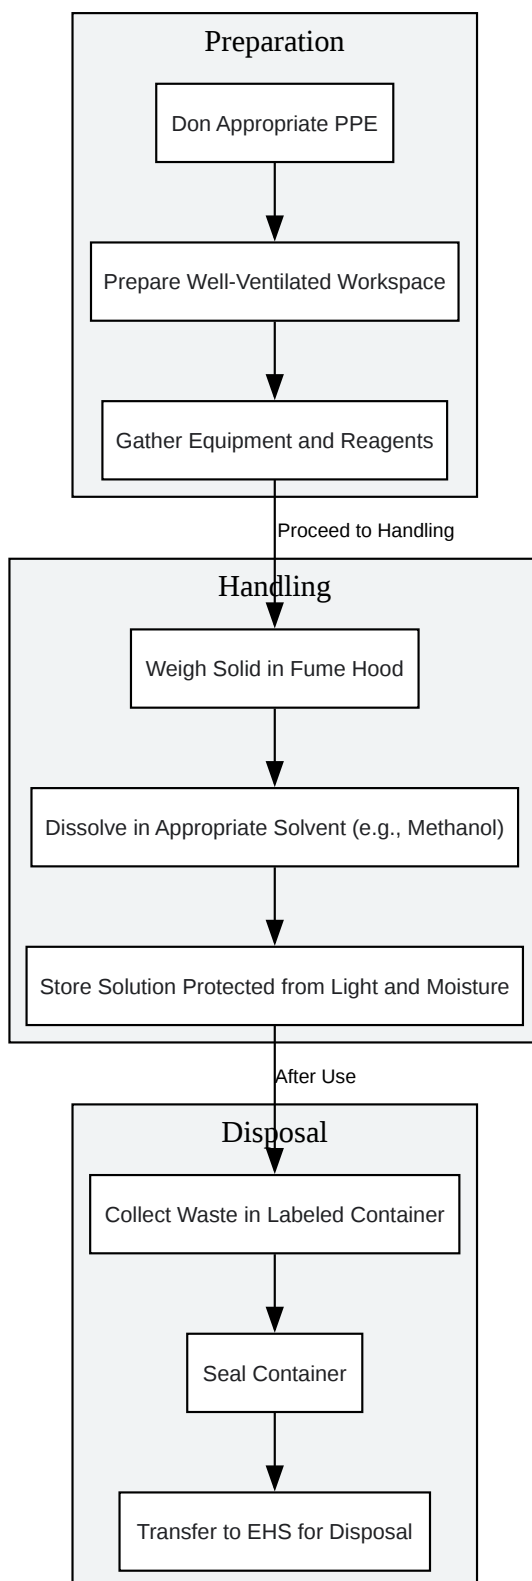 Preparation
Don Appropriate PPE
Prepare Well-Ventilated Workspace
Gather Equipment and Reagents
Proceed to Handling
Handling
Weigh Solid in Fume Hood
Dissolve in Appropriate Solvent (e.g., Methanol)
Store Solution Protected from Light and Moisture
After Use
Disposal
Collect Waste in Labeled Container
Seal Container
Transfer to EHS for Disposal